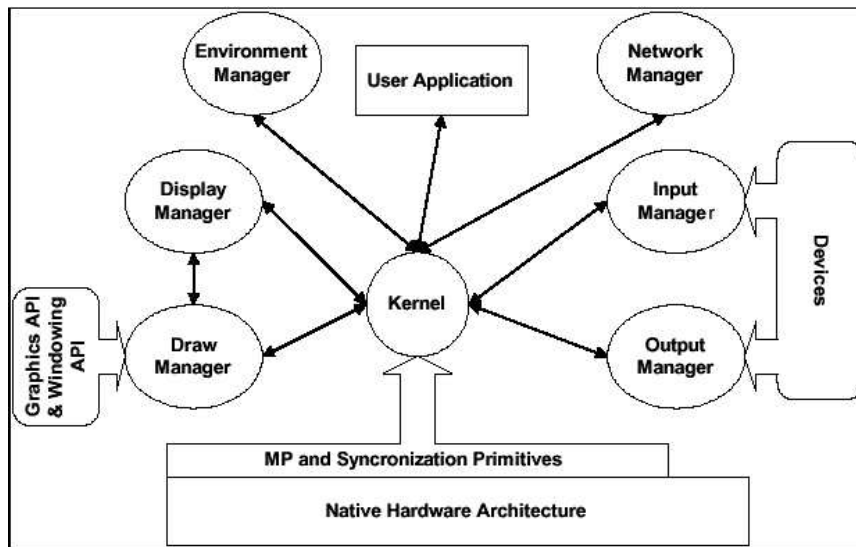 Environment
Manager
User Application
Network
Manager
Display
Manager
Input
Manager
Devices
Kernel
Graphics API
& Windowing
API
Draw
Manager
Output
Manager
MP and Syncronization Primitives
Native Hardware Architecture